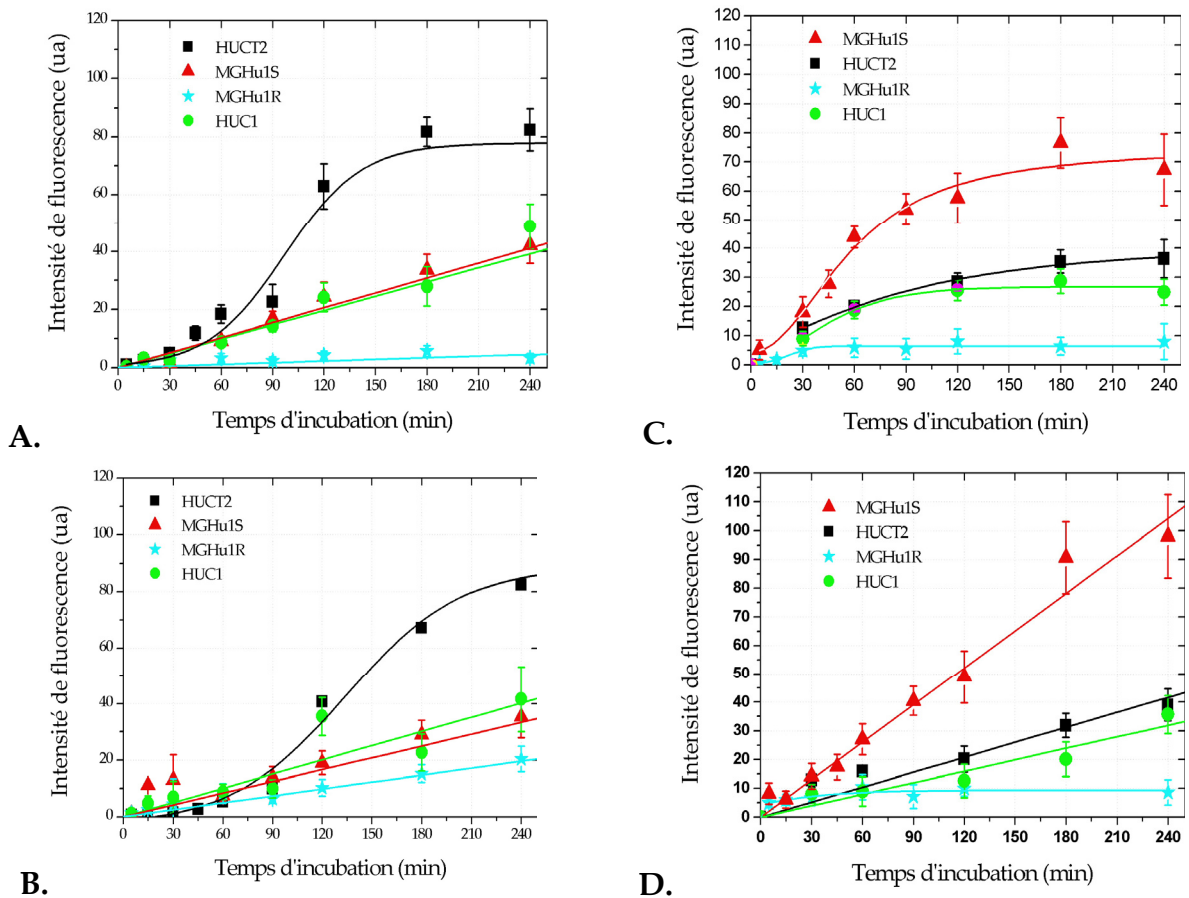 Intensité de fluorescence (ua)
120
100
80
60
40
20
0
HUCT2
MGHu1S
MGHu1R
HUC1
0 30 60 90 120 150 180 210 240
Temps d'incubation (min)
A.
Intensité de fluorescence (ua)
120
110
100
90
80
70
60
50
40
30
20
10
0
MGHu1S
HUCT2
MGHu1R
HUC1
0 30 60 90 120 150 180 210 240
Temps d'incubation (min)
C.
Intensité de fluorescence (ua)
120
100
80
60
40
20
0
HUCT2
MGHu1S
MGHu1R
HUC1
0 30 60 90 120 150 180 210 240
Temps d'incubation (min)
B.
Intensité de fluorescence (ua)
120
110
100
90
80
70
60
50
40
30
20
10
0
MGHu1S
HUCT2
MGHu1R
HUC1
0 30 60 90 120 150 180 210 240
Temps d'incubation (min)
D.